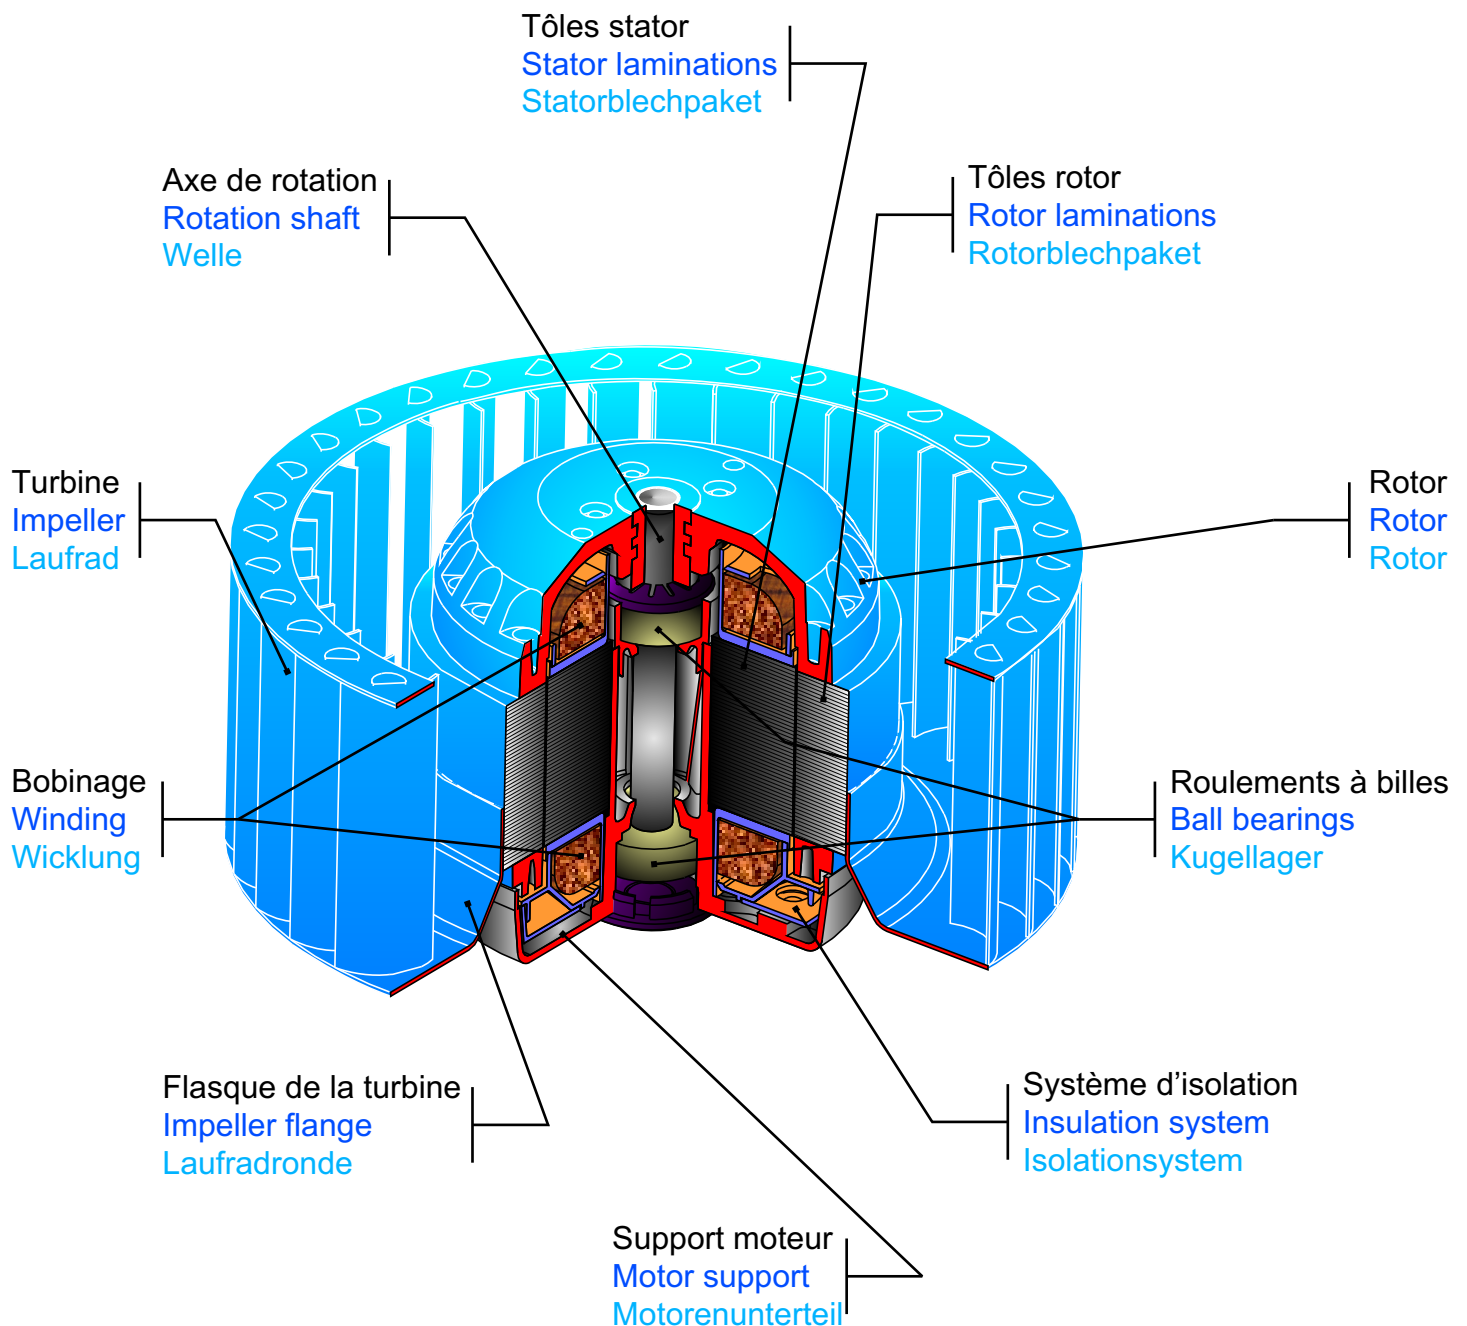 Tôles stator
Stator laminations
Statorblechpaket
Axe de rotation
Rotation shaft
Welle
Tôles rotor
Rotor laminations
Rotorblechpaket
Turbine
Impeller
Laufrad
Rotor
Rotor
Rotor
Bobinage
Winding
Wicklung
Roulements à billes
Ball bearings
Kugellager
Flasque de la turbine
Impeller flange
Laufradronde
Système d’isolation
Insulation system
Isolationsystem
Support moteur
Motor support
Motorenunterteil